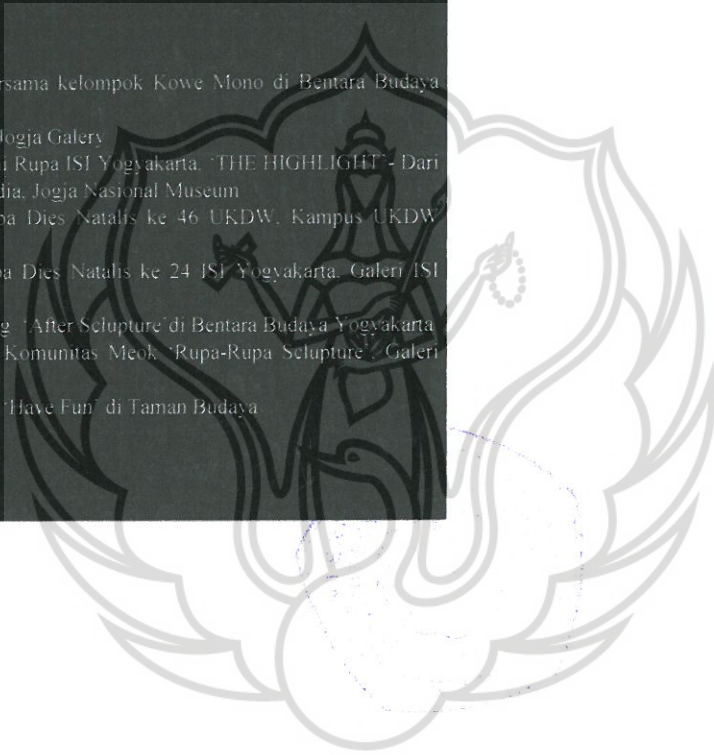 ersama kelompok Kowe Mono di Bentara Budaya
Jogja Galery
ni Rupa ISI Yogyakarta. 'THE HIGHLIGHT'- Dari
dia, Jogja Nasional Museum
pa Dies Natalis ke 46 UKDW, Kampus UKDW
pa Dies Natalis ke 24 ISI Yogyakarta. Galeri ISI
g 'After Sclupture'di Bentara Budaya Yogyakarta
Komunitas Meok 'Rupa-Rupa Sclupture', Galeri
'Have Fun' di Taman Budaya